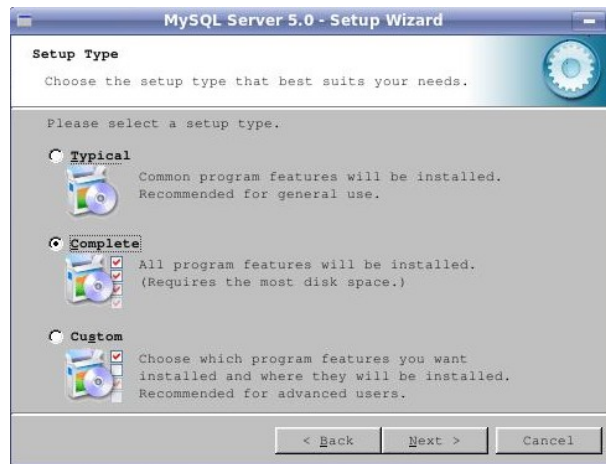 MySQL Server 5.0 - Setup Wizard
Setup Type
Choose the setup type that best suits your needs.
Please select a setup type.
Typical
Common program features will be installed.
Recommended for general use.
Complete
All program features will be installed.
(Requires the most disk space.)
Custom
Choose which program features you want
installed and where they will be installed.
Recommended for advanced users.
< Back
Next >
Cancel